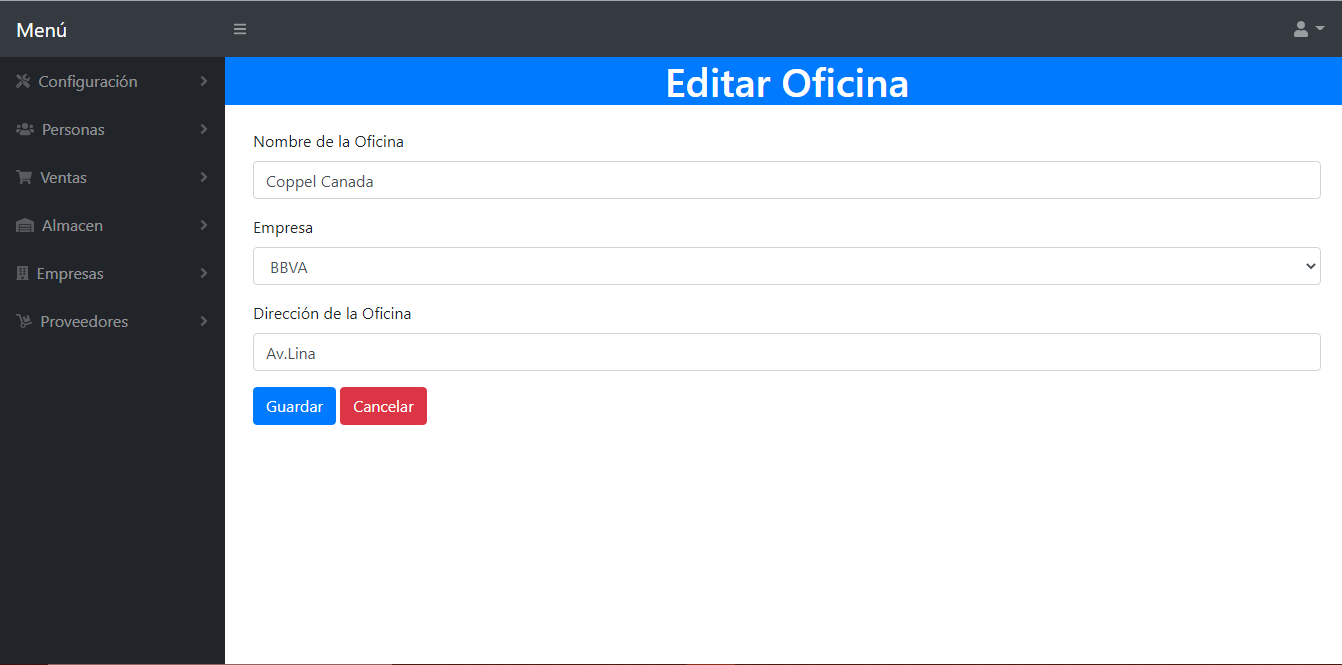 Menú
Configuración
Personas
Ventas
Almacen
Empresas
Proveedores
Editar Oficina
Nombre de la Oficina
Coppel Canada
Empresa
BBVA
Dirección de la Oficina
Av.Lina
Guardar Cancelar